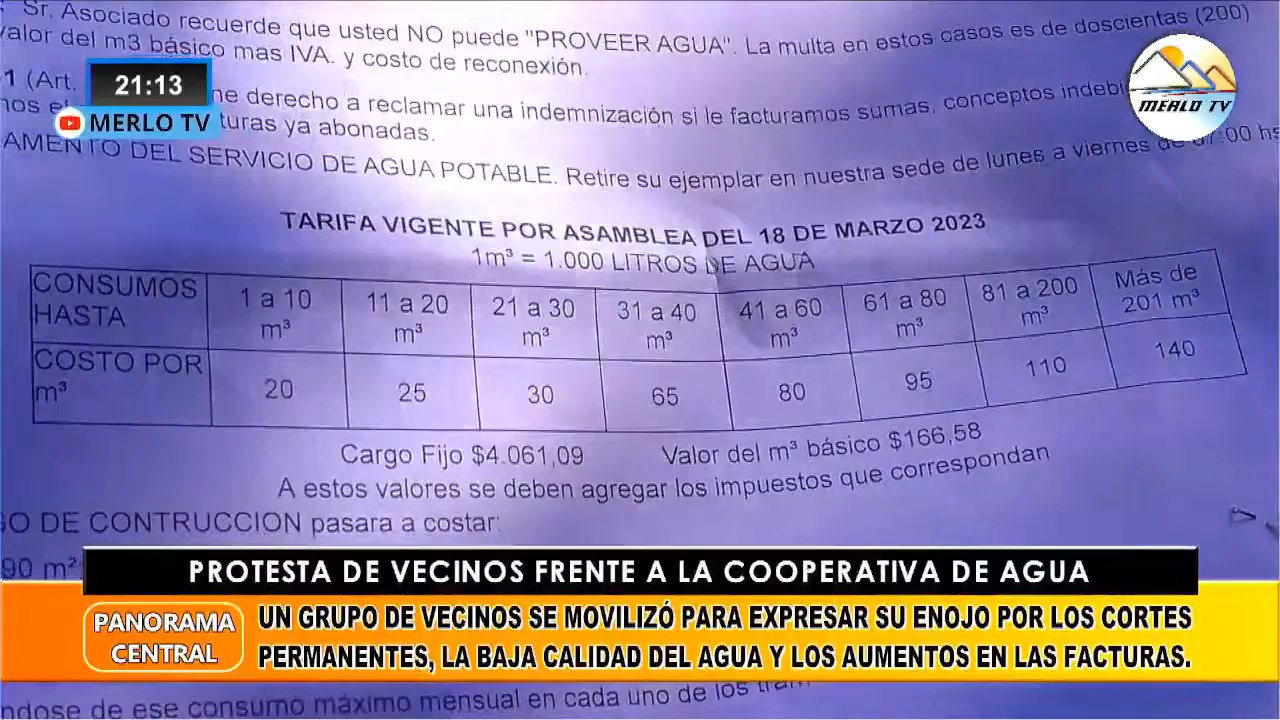 Sr. Asociado recuerde que usted NO puede "PROVEER AGUA". La multa en estos casos es de doscientas (200)
valor del m3 básico mas IVA. y costo de reconexión.
1 (Art.
derecho a reclamar una indemnización si le facturamos sumas, conceptos
turas ya abonadas.
DEL SERVICIO DE AGUA POTABLE. Retire su ejemplar en nuestra sede de lunes a viernes de 07:00 hs
21:13
MERLO TV
MERLO TV
TARIFA VIGENTE POR ASAMBLEA DEL 18 DE MARZO 2023
1m³ = 1.000 LITROS DE AGUA
CONSUMOS HASTA 1 a 10 m³ 11 a 20 m³ 21 a 30 m³ 31 a 40 m³ 41 a 60 m³ 61 a 80 m³ 81 a 200 m³ Más de 201 m³
COSTO POR m³ 20 25 30 65 80 95 110 140
Cargo Fijo $4.061,09 Valor del m³ básico $166,58
A estos valores se deben agregar los impuestos que correspondan
DE CONTRUCCION pasara a costar:
90 m²
PROTESTA DE VECINOS FRENTE A LA COOPERATIVA DE AGUA
PANORAMA
CENTRAL
UN GRUPO DE VECINOS SE MOVILIZÓ PARA EXPRESAR SU ENOJO POR LOS CORTES
PERMANENTES, LA BAJA CALIDAD DEL AGUA Y LOS AUMENTOS EN LAS FACTURAS.
ndose de ese consumo máximo mensual en cada uno de los